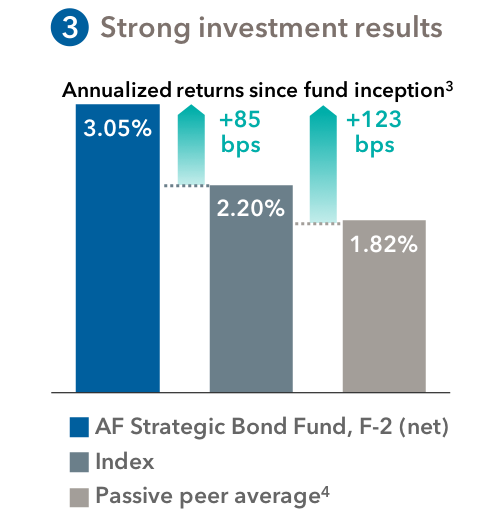 3 Strong investment results
Annualized returns since fund inception³
3.05%
+85
bps
+123
bps
2.20%
1.82%
AF Strategic Bond Fund, F-2 (net)
Index
Passive peer average⁴